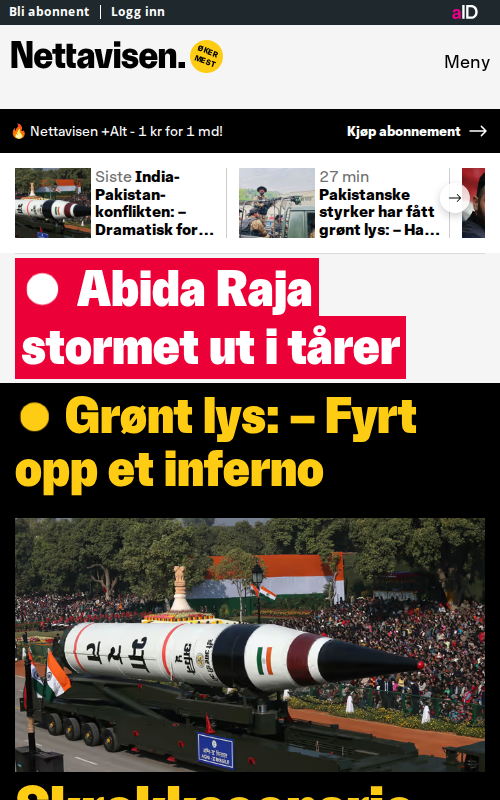 Bli abonnent
Logg inn
aID
Nettavisen.
ØKER
MEST
Meny
🔥 Nettavisen +Alt - 1 kr for 1 md!
Kjøp abonnement →
Siste India-
Pakistan-
konflikten: –
Dramatisk for...
27 min
Pakistanske
styrker har fått
grønt lys: – Ha...
Abida Raja
stormet ut i tårer
Grønt lys: – Fyrt
opp et inferno